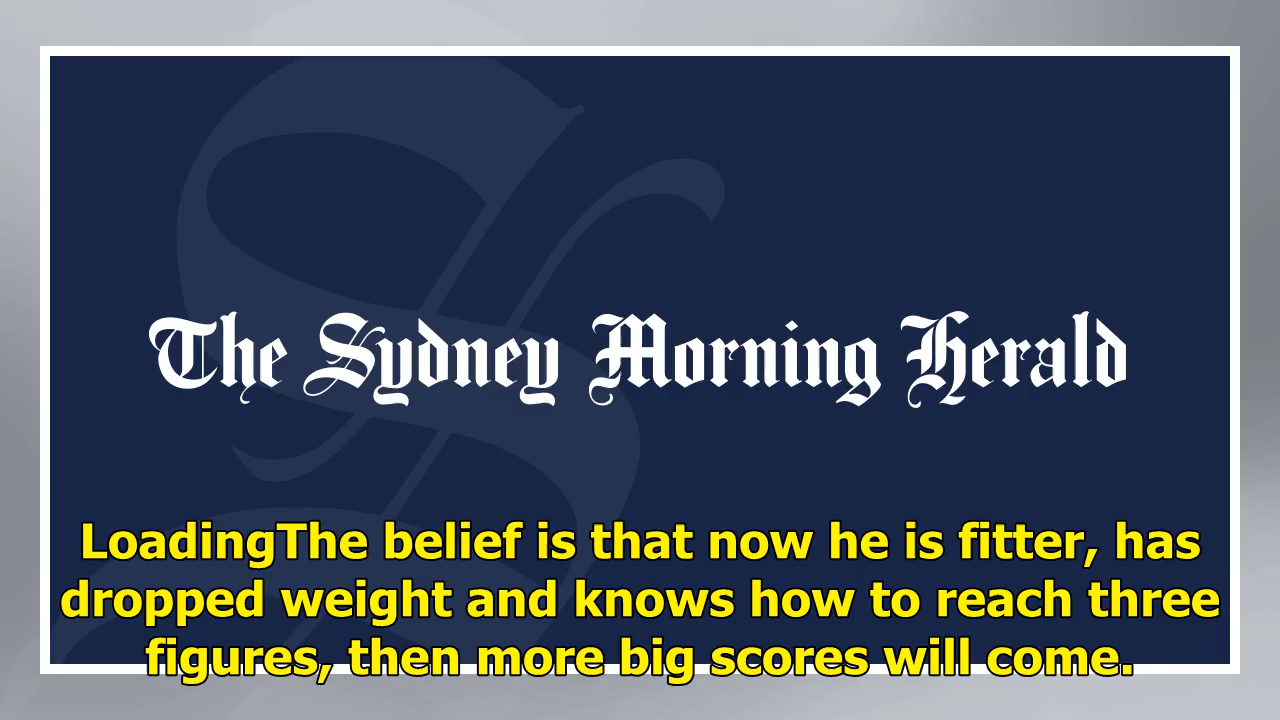 The Sydney Morning Herald
LoadingThe belief is that now he is fitter, has
dropped weight and knows how to reach three
figures, then more big scores will come.